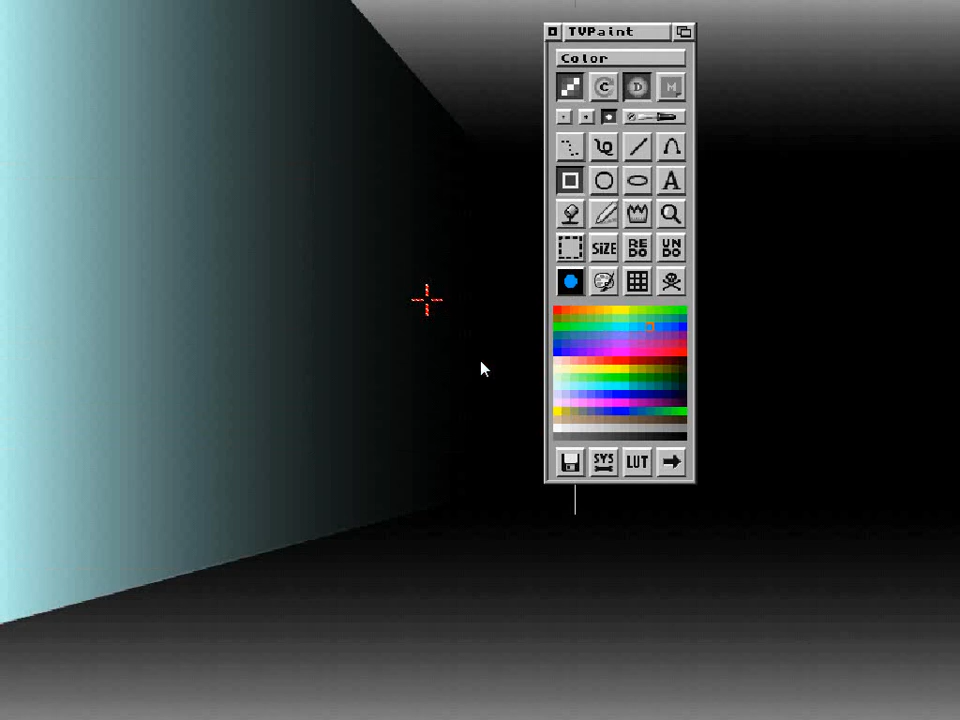 TVPaint
Color
C D M
A
SiZE RE DO UN DO
SYS LUT